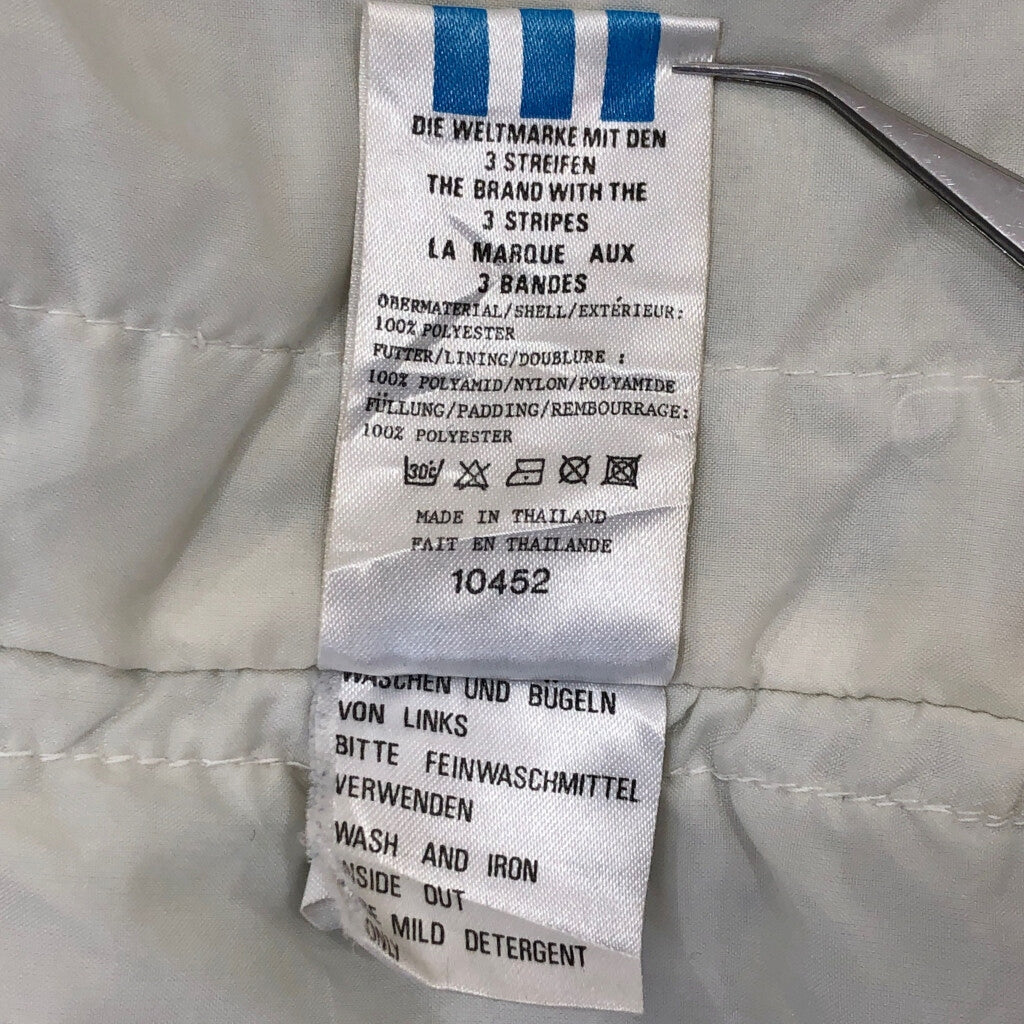 DIE WELTMARKE MIT DEN
3 STREIFEN
THE BRAND WITH THE
3 STRIPES
LA MARQUE AUX
3 BANDES
OBERMATERIAL/SHELL/EXTÉRIEUR:
100% POLYESTER
FUTTER/LINING/DOUBLURE :
100% POLYAMID/NYLON/POLYAMIDE
FÜLLUNG/PADDING/REMBOURRAGE:
100% POLYESTER
30°C
MADE IN THAILAND
FAIT EN THAILANDE
10452
WASCHEN UND BÜGELN
VON LINKS
BITTE FEINWASCHMITTEL
VERWENDEN
WASH AND IRON
INSIDE OUT
MILD DETERGENT
ONLY